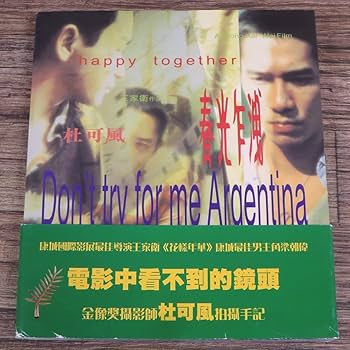 happy together
王家衛作品
杜可風
春光乍洩
Don't try for me Argentina
康城國際影展最佳導演王家衛《花樣年華》康城最佳男主角梁朝偉
電影中看不到的鏡頭
金像獎攝影師杜可風拍攝手記